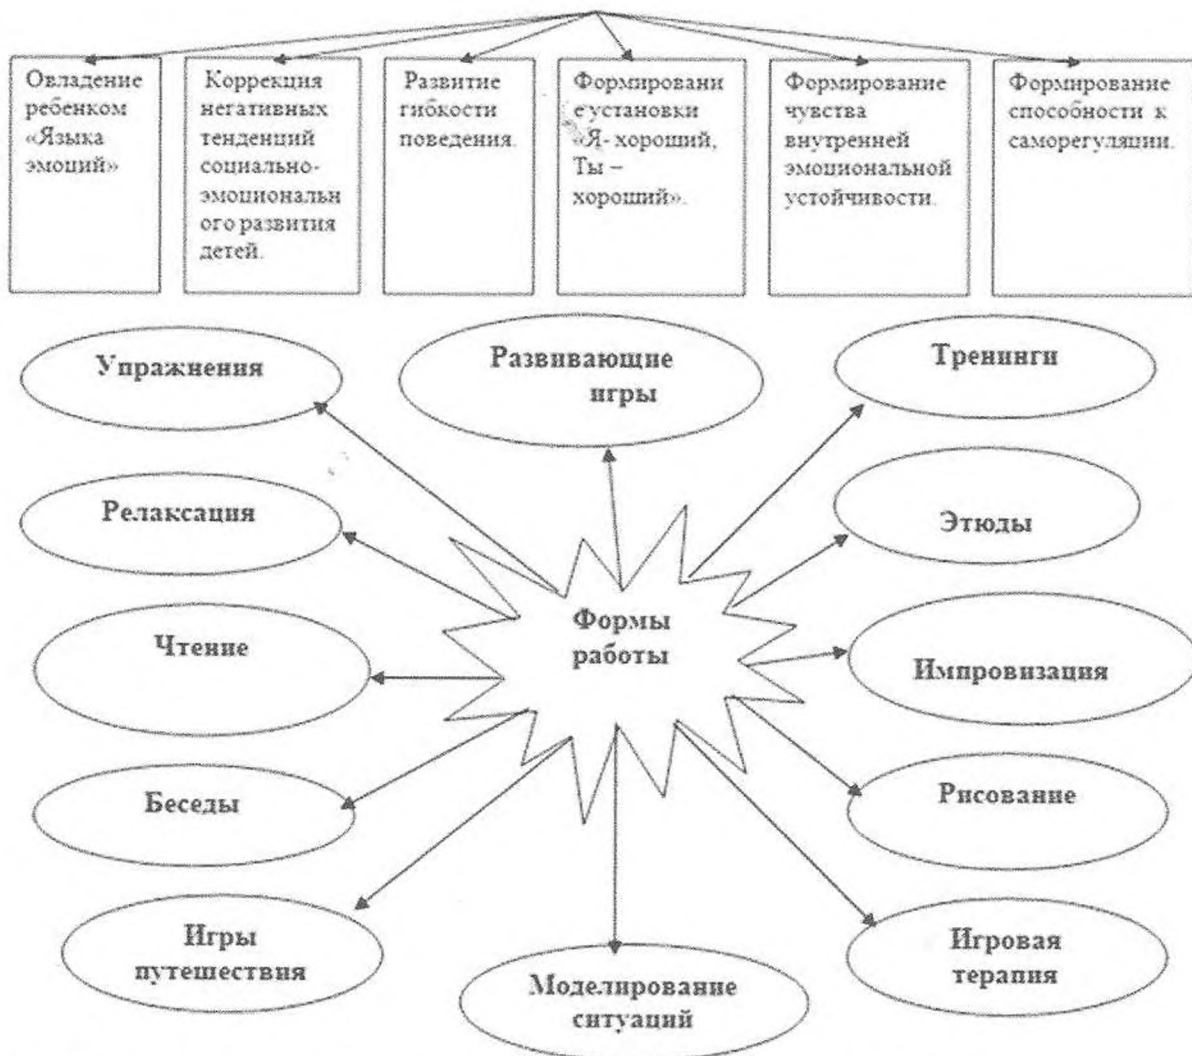 Овладение
ребенком
«Языка
эмоций»
Коррекция
негативных
тенденций
социально-
эмоциональн
ого развития
детей.
Развитие
гибкости
поведения.
Формировани
е установки
«Я- хороший,
Ты –
хороший».
Формирование
чувства
внутренней
эмоциональной
устойчивости.
Формирование
способности к
саморегуляции.
Упражнения
Развивающие
игры
Тренинги
Релаксация
Этюды
Формы
работы
Чтение
Импровизация
Беседы
Рисование
Игры
путешествия
Моделирование
ситуаций
Игровая
терапия